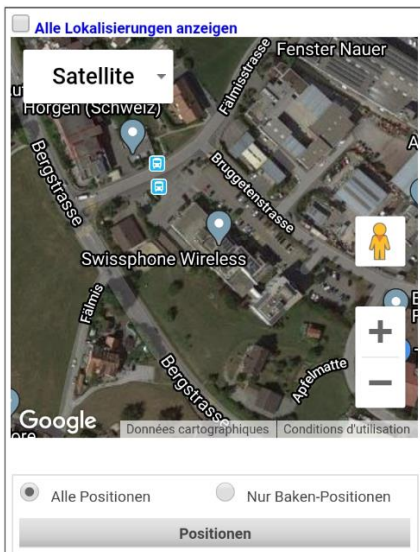 Alle Lokalisierungen anzeigen
Fenster Nauer
Satellite
Horgen (Schweiz)
Fälmisstrasse
Bergstrasse
Bruggetenstrasse
Swissphone Wireless
Fälmis
Bergstrasse
Apfelmatte
Google
Données cartographiques
Conditions d'utilisation
Alle Positionen
Nur Baken-Positionen
Positionen